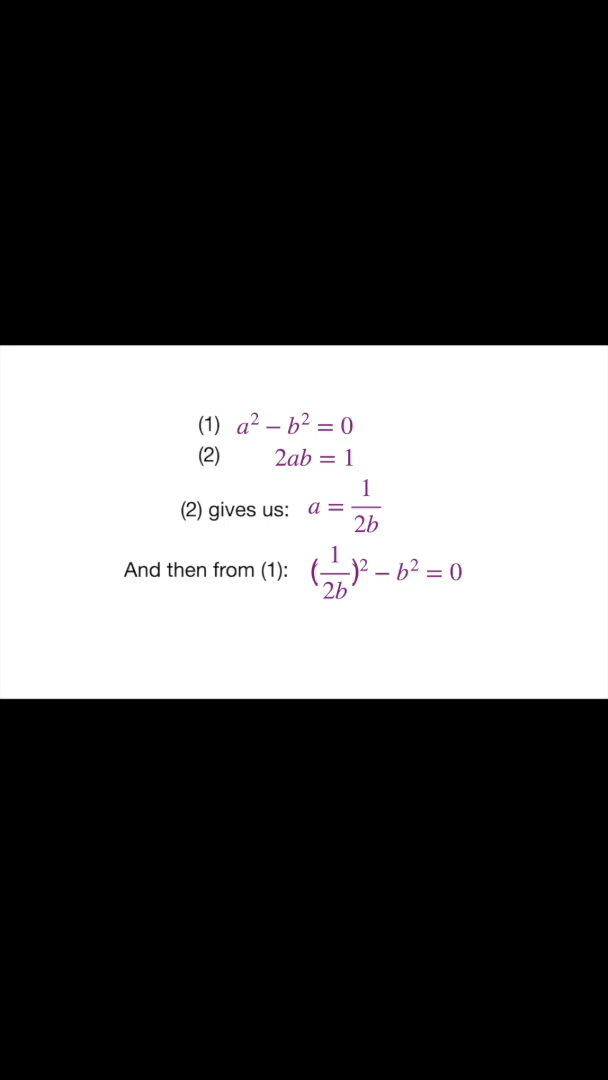 (1) a² – b² = 0
(2) 2ab = 1
(2) gives us: a = 1/2b
And then from (1): (1/2b)² – b² = 0